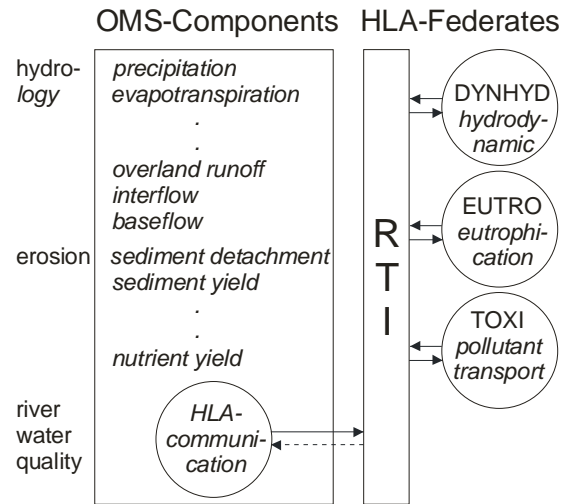 OMS-Components HLA-Federates
hydro-
logy
precipitation
evapotranspiration
.
.
overland runoff
interflow
baseflow
erosion
sediment detachment
sediment yield
.
.
nutrient yield
river
water
quality
HLA-
communi-
cation
R
T
I
DYNHYD
hydrody-
namic
EUTRO
eutrophi-
cation
TOXI
pollutant
transport